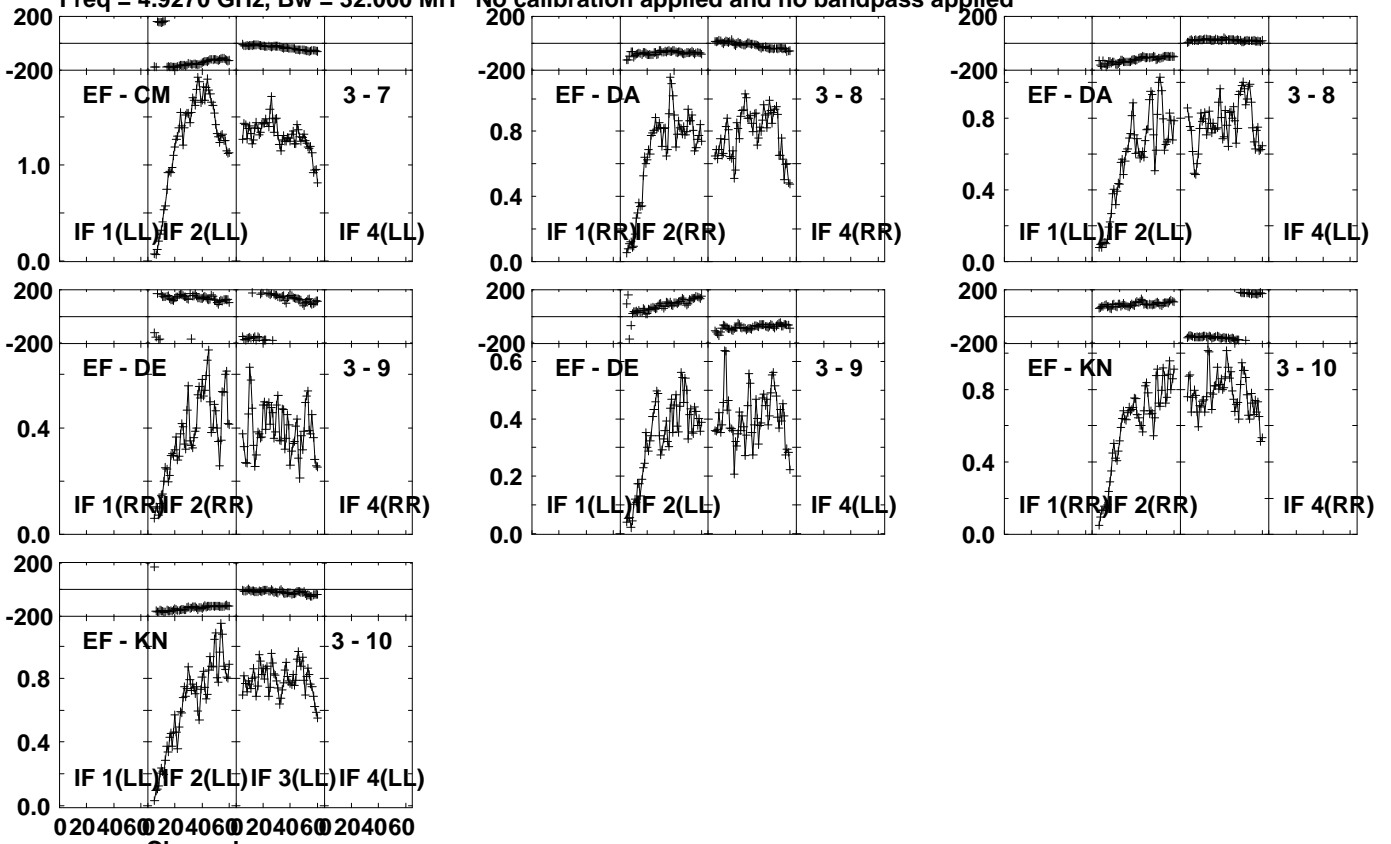 Freq = 4.9270 GHz, Bw = 32.000 MH No calibration applied and no bandpass applied
200
-200
EF - CM 3 - 7
1.0
0.0
IF 1(LL) IF 2(LL) IF 4(LL)
200
-200
EF - DA 3 - 8
0.8
0.4
0.0
IF 1(RR) IF 2(RR) IF 4(RR)
200
-200
EF - DA 3 - 8
0.8
0.4
0.0
IF 1(LL) IF 2(LL) IF 4(LL)
200
-200
EF - DE 3 - 9
0.4
0.0
IF 1(RR) IF 2(RR) IF 4(RR)
200
-200
0.6
EF - DE 3 - 9
0.4
0.2
0.0
IF 1(LL) IF 2(LL) IF 4(LL)
200
-200
EF - KN 3 - 10
0.8
0.4
0.0
IF 1(RR) IF 2(RR) IF 4(RR)
200
-200
EF - KN 3 - 10
0.8
0.4
0.0
IF 1(LL) IF 2(LL) IF 3(LL) IF 4(LL)
0 20 40 60 0 20 40 60 0 20 40 60 0 20 40 60